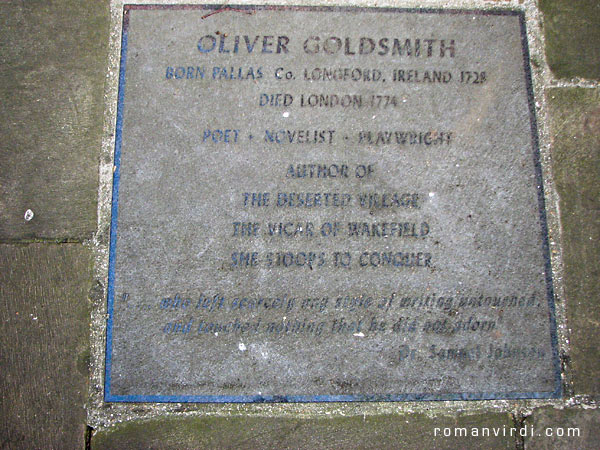 OLIVER GOLDSMITH
BORN PALLAS Co. LONGFORD, IRELAND 1728
DIED LONDON 1774
POET • NOVELIST • PLAYWRIGHT
AUTHOR OF
THE DESERTED VILLAGE
THE VICAR OF WAKEFIELD
SHE STOOPS TO CONQUER
"... who left scarcely any style of writing untouched,
and touched nothing that he did not adorn"
Dr. Samuel Johnson
romanvirdi.com